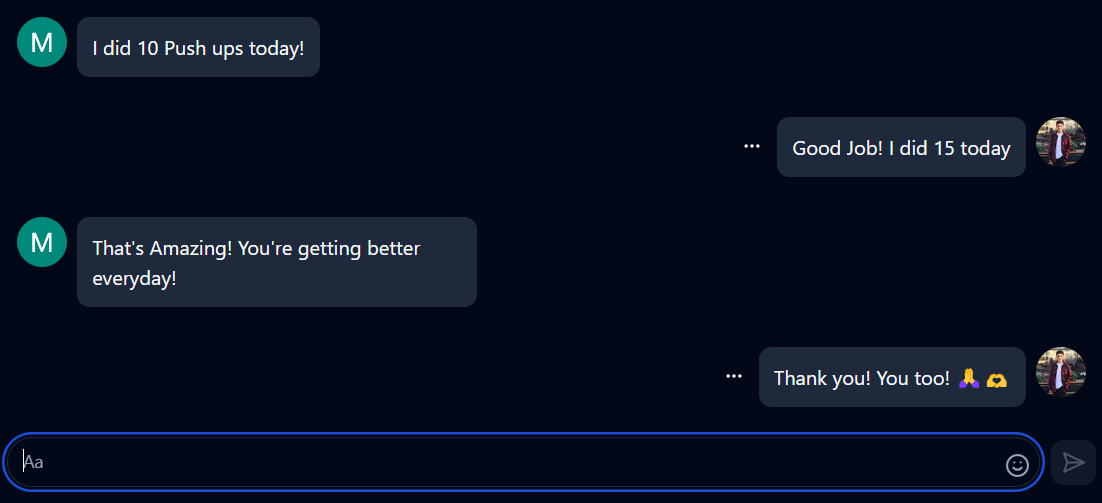 M
I did 10 Push ups today!
Good Job! I did 15 today
M
That's Amazing! You're getting better
everyday!
Thank you! You too! 🙏 🫶
Aa